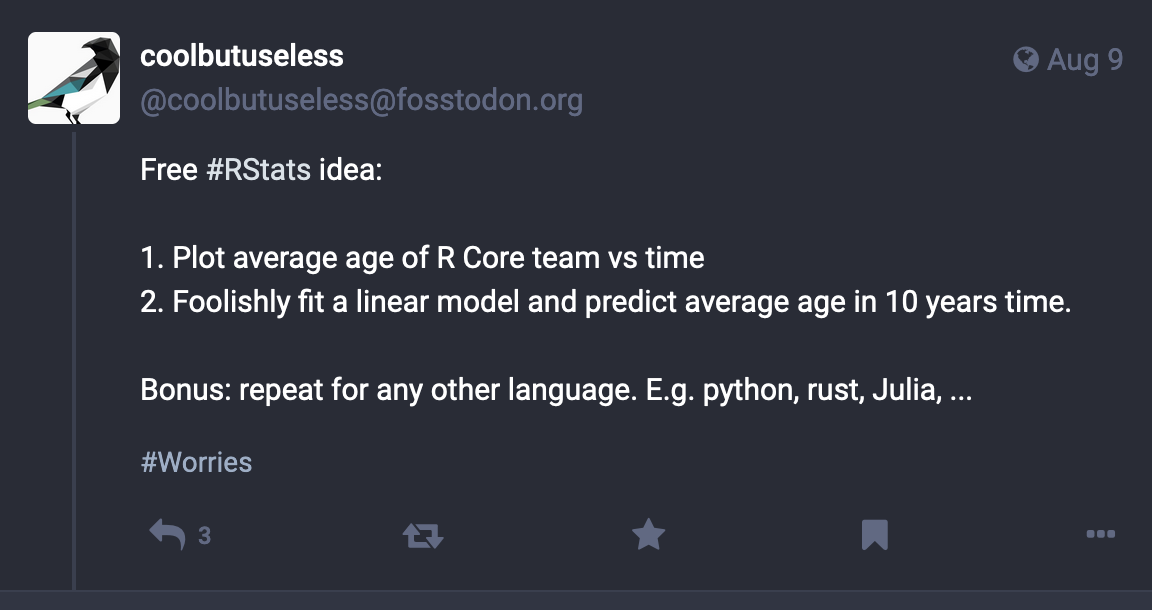 coolbutuseless
Aug 9
@coolbutuseless@fosstodon.org
Free #RStats idea:
1. Plot average age of R Core team vs time
2. Foolishly fit a linear model and predict average age in 10 years time.
Bonus: repeat for any other language. E.g. python, rust, Julia, ...
#Worries
3